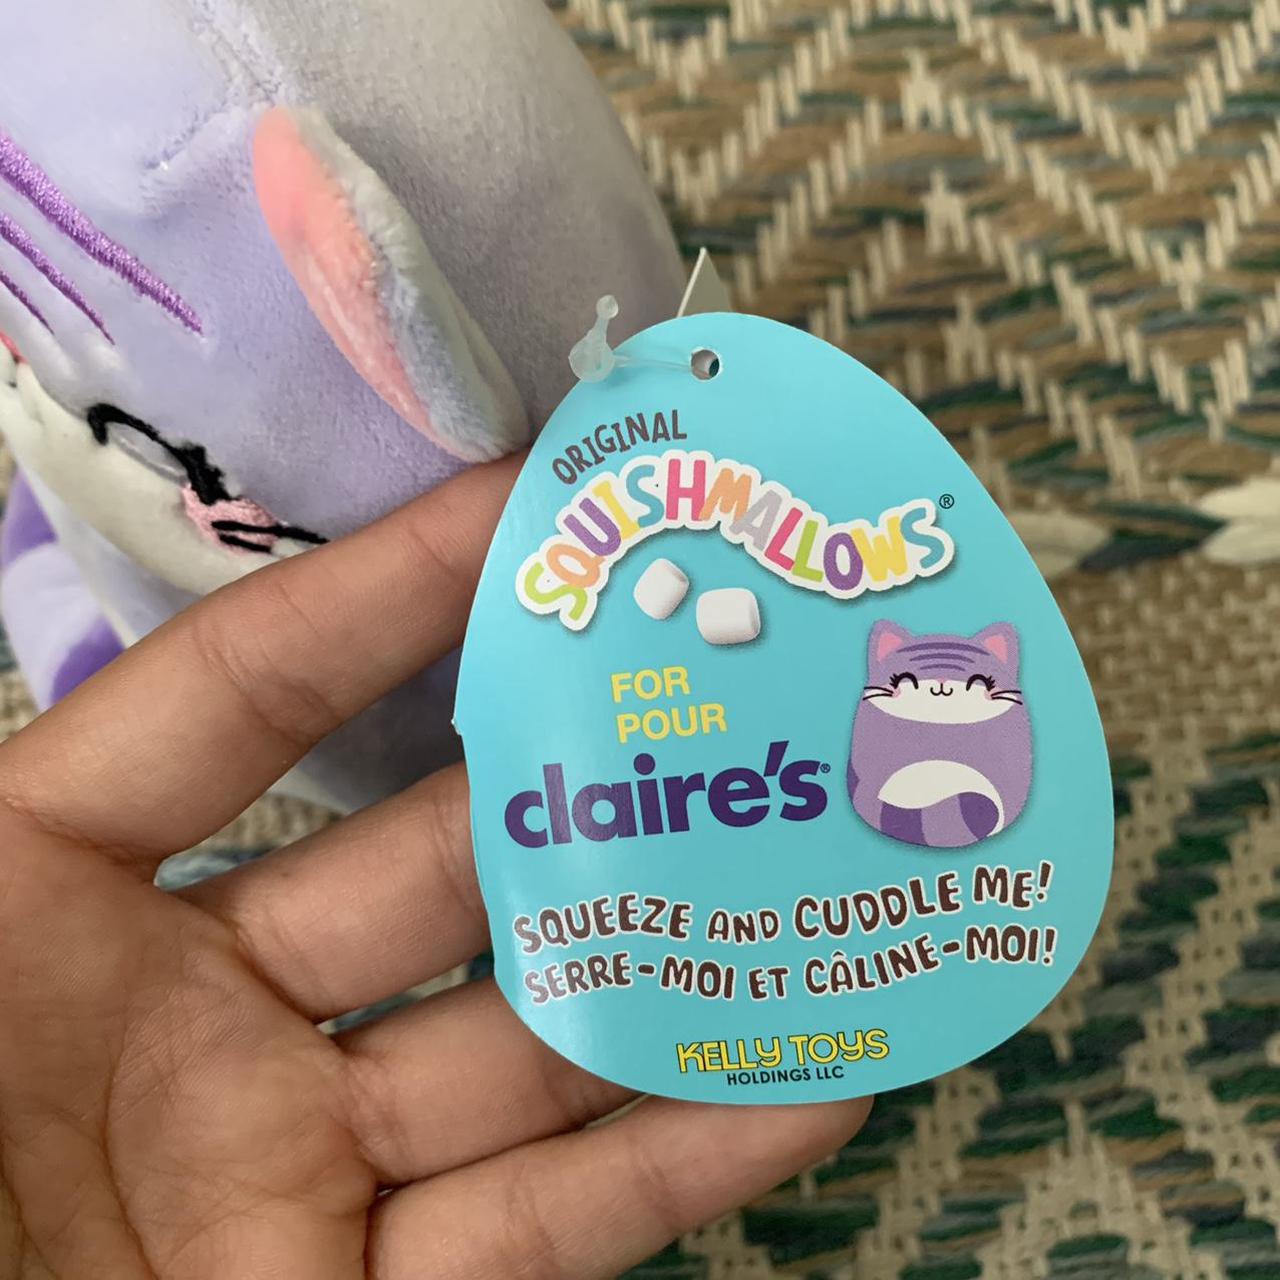 ORIGINAL
SQUISHMALLOWS®
FOR
POUR
claire's®
SQUEEZE AND CUDDLE ME!
SERRE-MOI ET CÂLINE-MOI!
KELLY TOYS
HOLDINGS LLC